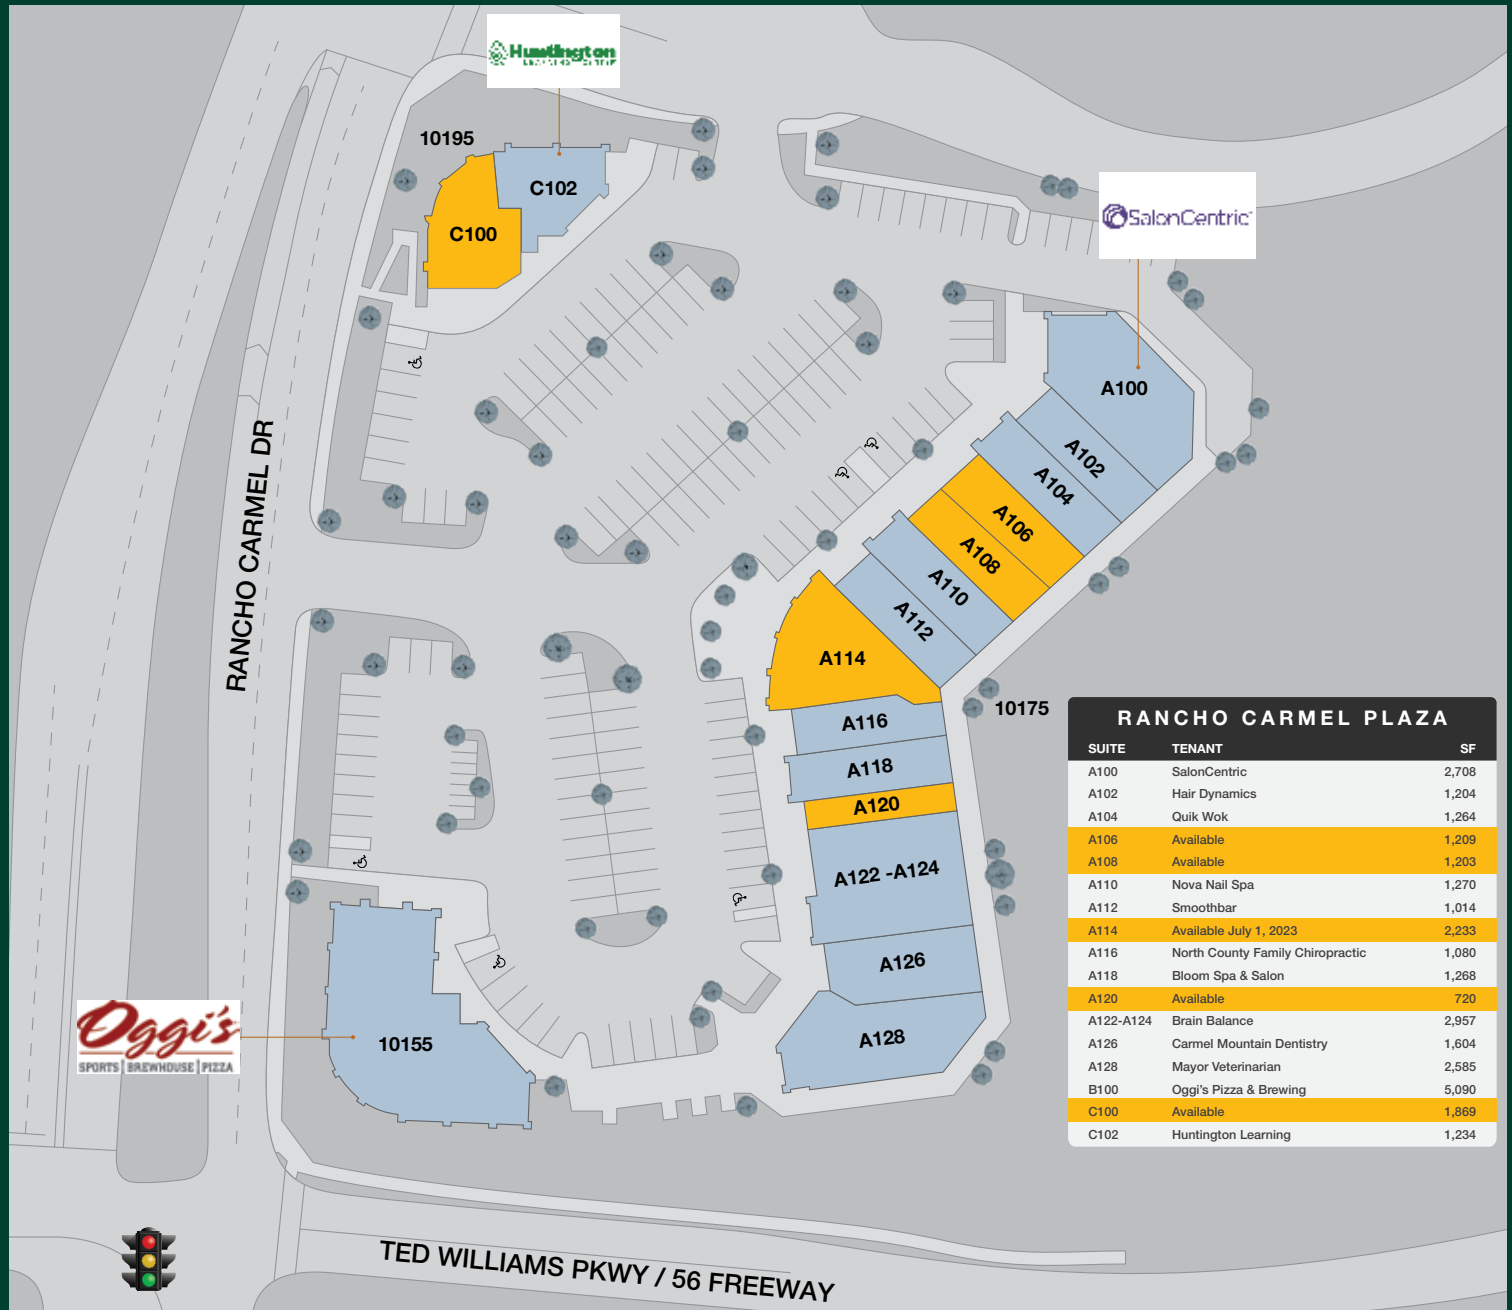 Huntington
LEARNING CENTER
10195
C102
C100
SalonCentric
A100
A102
A104
A106
A108
A110
A112
A114
RANCHO CARMEL DR
10175
A116
A118
A120
A122 -A124
A126
A128
RANCHO CARMEL PLAZA
SUITE TENANT SF
A100 SalonCentric 2,708
A102 Hair Dynamics 1,204
A104 Quik Wok 1,264
A106 Available 1,209
A108 Available 1,203
A110 Nova Nail Spa 1,270
A112 Smoothbar 1,014
A114 Available July 1, 2023 2,233
A116 North County Family Chiropractic 1,080
A118 Bloom Spa & Salon 1,268
A120 Available 720
A122-A124 Brain Balance 2,957
A126 Carmel Mountain Dentistry 1,604
A128 Mayor Veterinarian 2,585
B100 Oggi's Pizza & Brewing 5,090
C100 Available 1,869
C102 Huntington Learning 1,234
Oggi's
SPORTS | BREWHOUSE | PIZZA
10155
TED WILLIAMS PKWY / 56 FREEWAY